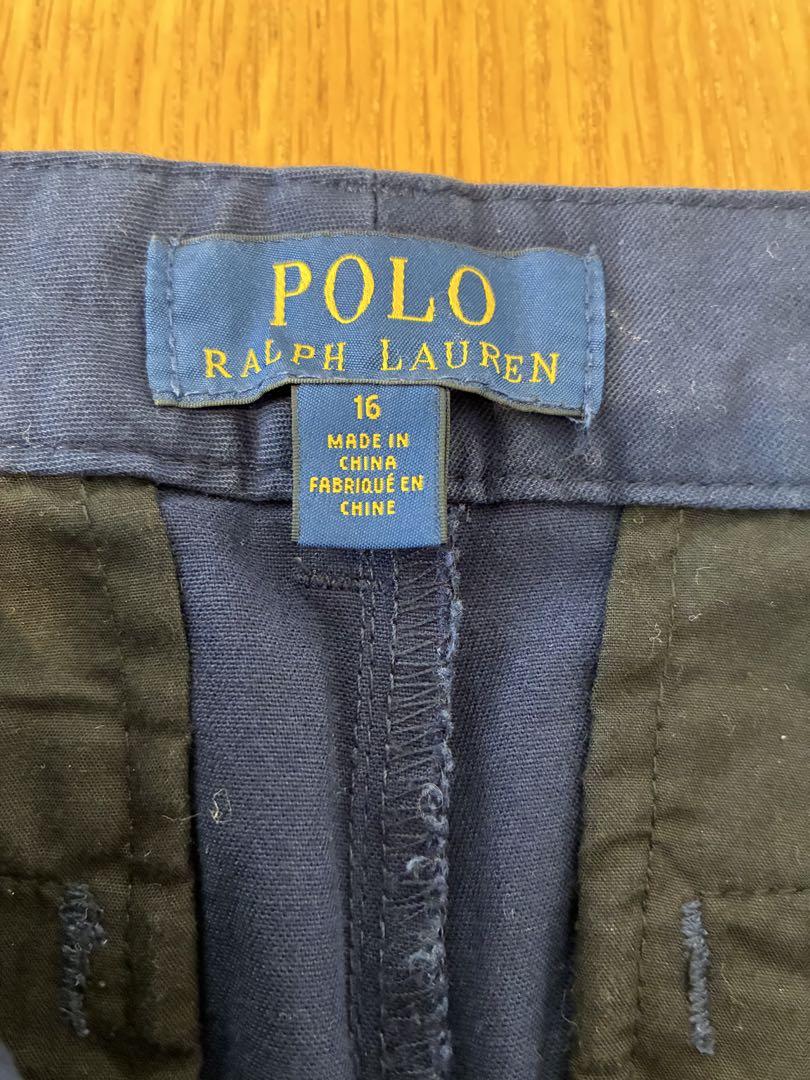 POLO
RALPH LAUREN
16
MADE IN
CHINA
FABRIQUÉ EN
CHINE